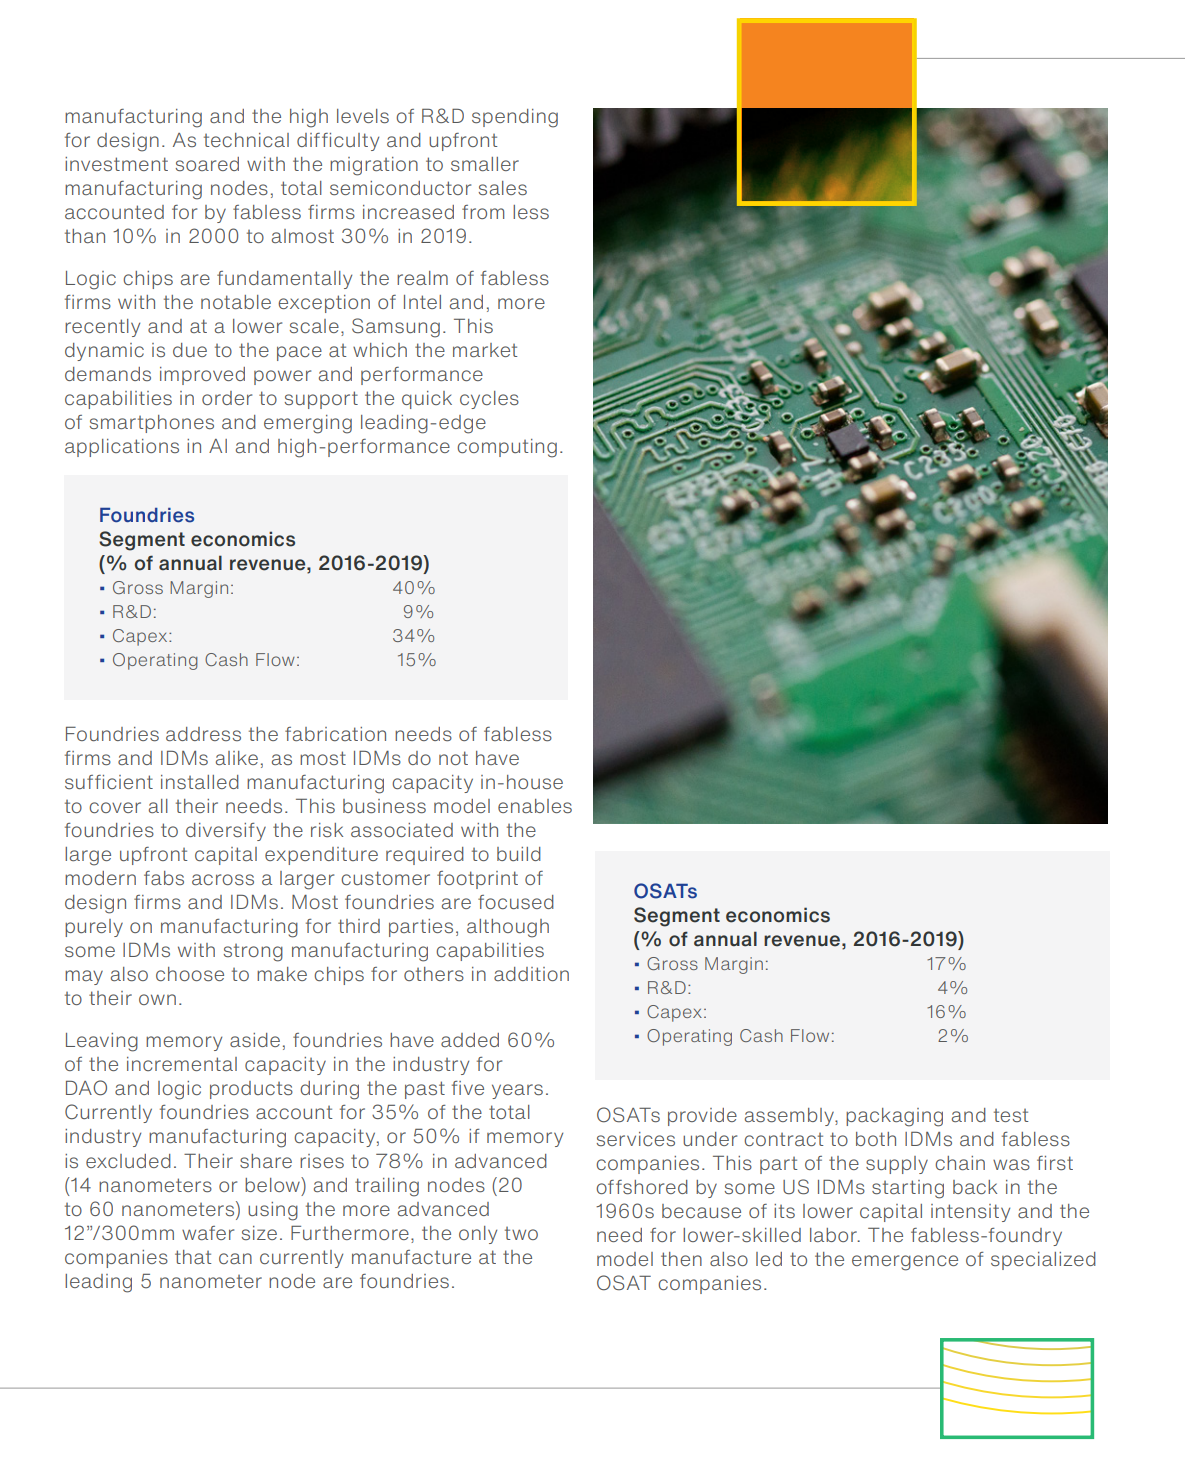 manufacturing and the high levels of R&D spending
for design. As technical difficulty and upfront
investment soared with the migration to smaller
manufacturing nodes, total semiconductor sales
accounted for by fabless firms increased from less
than 10% in 2000 to almost 30% in 2019.
Logic chips are fundamentally the realm of fabless
firms with the notable exception of Intel and, more
recently and at a lower scale, Samsung. This
dynamic is due to the pace at which the market
demands improved power and performance
capabilities in order to support the quick cycles
of smartphones and emerging leading-edge
applications in AI and high-performance computing.
Foundries
Segment economics
(% of annual revenue, 2016-2019)
▪ Gross Margin: 40%
▪ R&D: 9%
▪ Capex: 34%
▪ Operating Cash Flow: 15%
Foundries address the fabrication needs of fabless
firms and IDMs alike, as most IDMs do not have
sufficient installed manufacturing capacity in-house
to cover all their needs. This business model enables
foundries to diversify the risk associated with the
large upfront capital expenditure required to build
modern fabs across a larger customer footprint of
design firms and IDMs. Most foundries are focused
purely on manufacturing for third parties, although
some IDMs with strong manufacturing capabilities
may also choose to make chips for others in addition
to their own.
Leaving memory aside, foundries have added 60%
of the incremental capacity in the industry for
DAO and logic products during the past five years.
Currently foundries account for 35% of the total
industry manufacturing capacity, or 50% if memory
is excluded. Their share rises to 78% in advanced
(14 nanometers or below) and trailing nodes (20
to 60 nanometers) using the more advanced
12”/300mm wafer size. Furthermore, the only two
companies that can currently manufacture at the
leading 5 nanometer node are foundries.
C233
C200
OSATs
Segment economics
(% of annual revenue, 2016-2019)
▪ Gross Margin: 17%
▪ R&D: 4%
▪ Capex: 16%
▪ Operating Cash Flow: 2%
OSATs provide assembly, packaging and test
services under contract to both IDMs and fabless
companies. This part of the supply chain was first
offshored by some US IDMs starting back in the
1960s because of its lower capital intensity and the
need for lower-skilled labor. The fabless-foundry
model then also led to the emergence of specialized
OSAT companies.